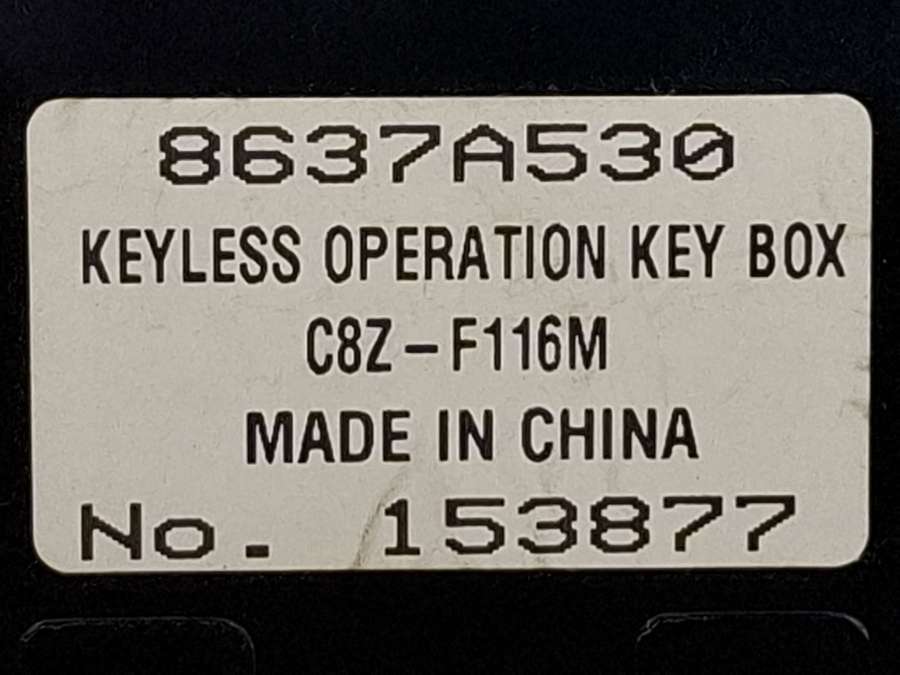 8637A530
KEYLESS OPERATION KEY BOX
C8Z-F116M
MADE IN CHINA
No. 153877